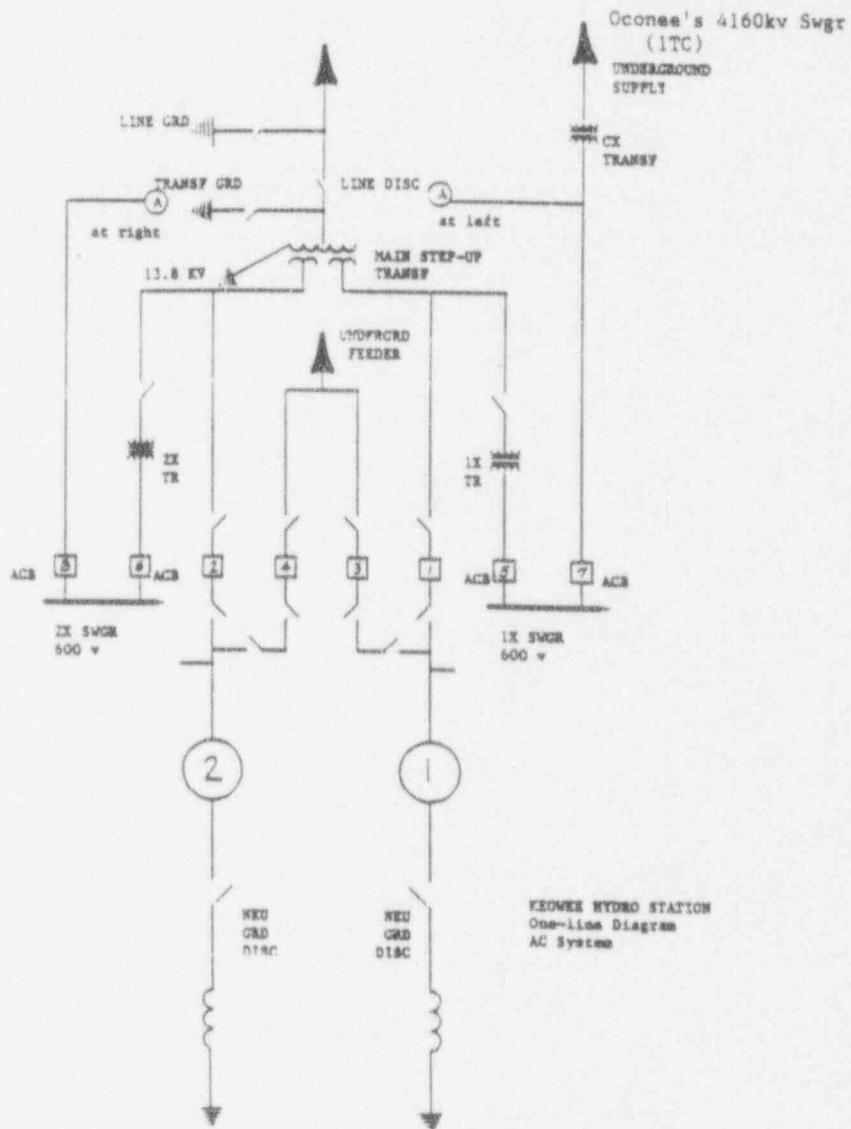 Oconee's 4160kv Swgr
(1TC)
UNDERGROUND
SUPPLY
LINE GRD
CX
TRANSF
TRANSF GRD
LINE DISC
A
A
at right
at left
13.8 KV
MAIN STEP-UP
TRANSF
UNDERGRD
FEEDER
2X
TR
1X
TR
ACB
8
6
ACB
2
4
3
1
ACB
5
7
ACB
2X SWGR
600 v
1X SWGR
600 v
2
1
NEU
GRD
DISC
NEU
GRD
DISC
KEOWEE HYDRO STATION
One-line Diagram
AC System